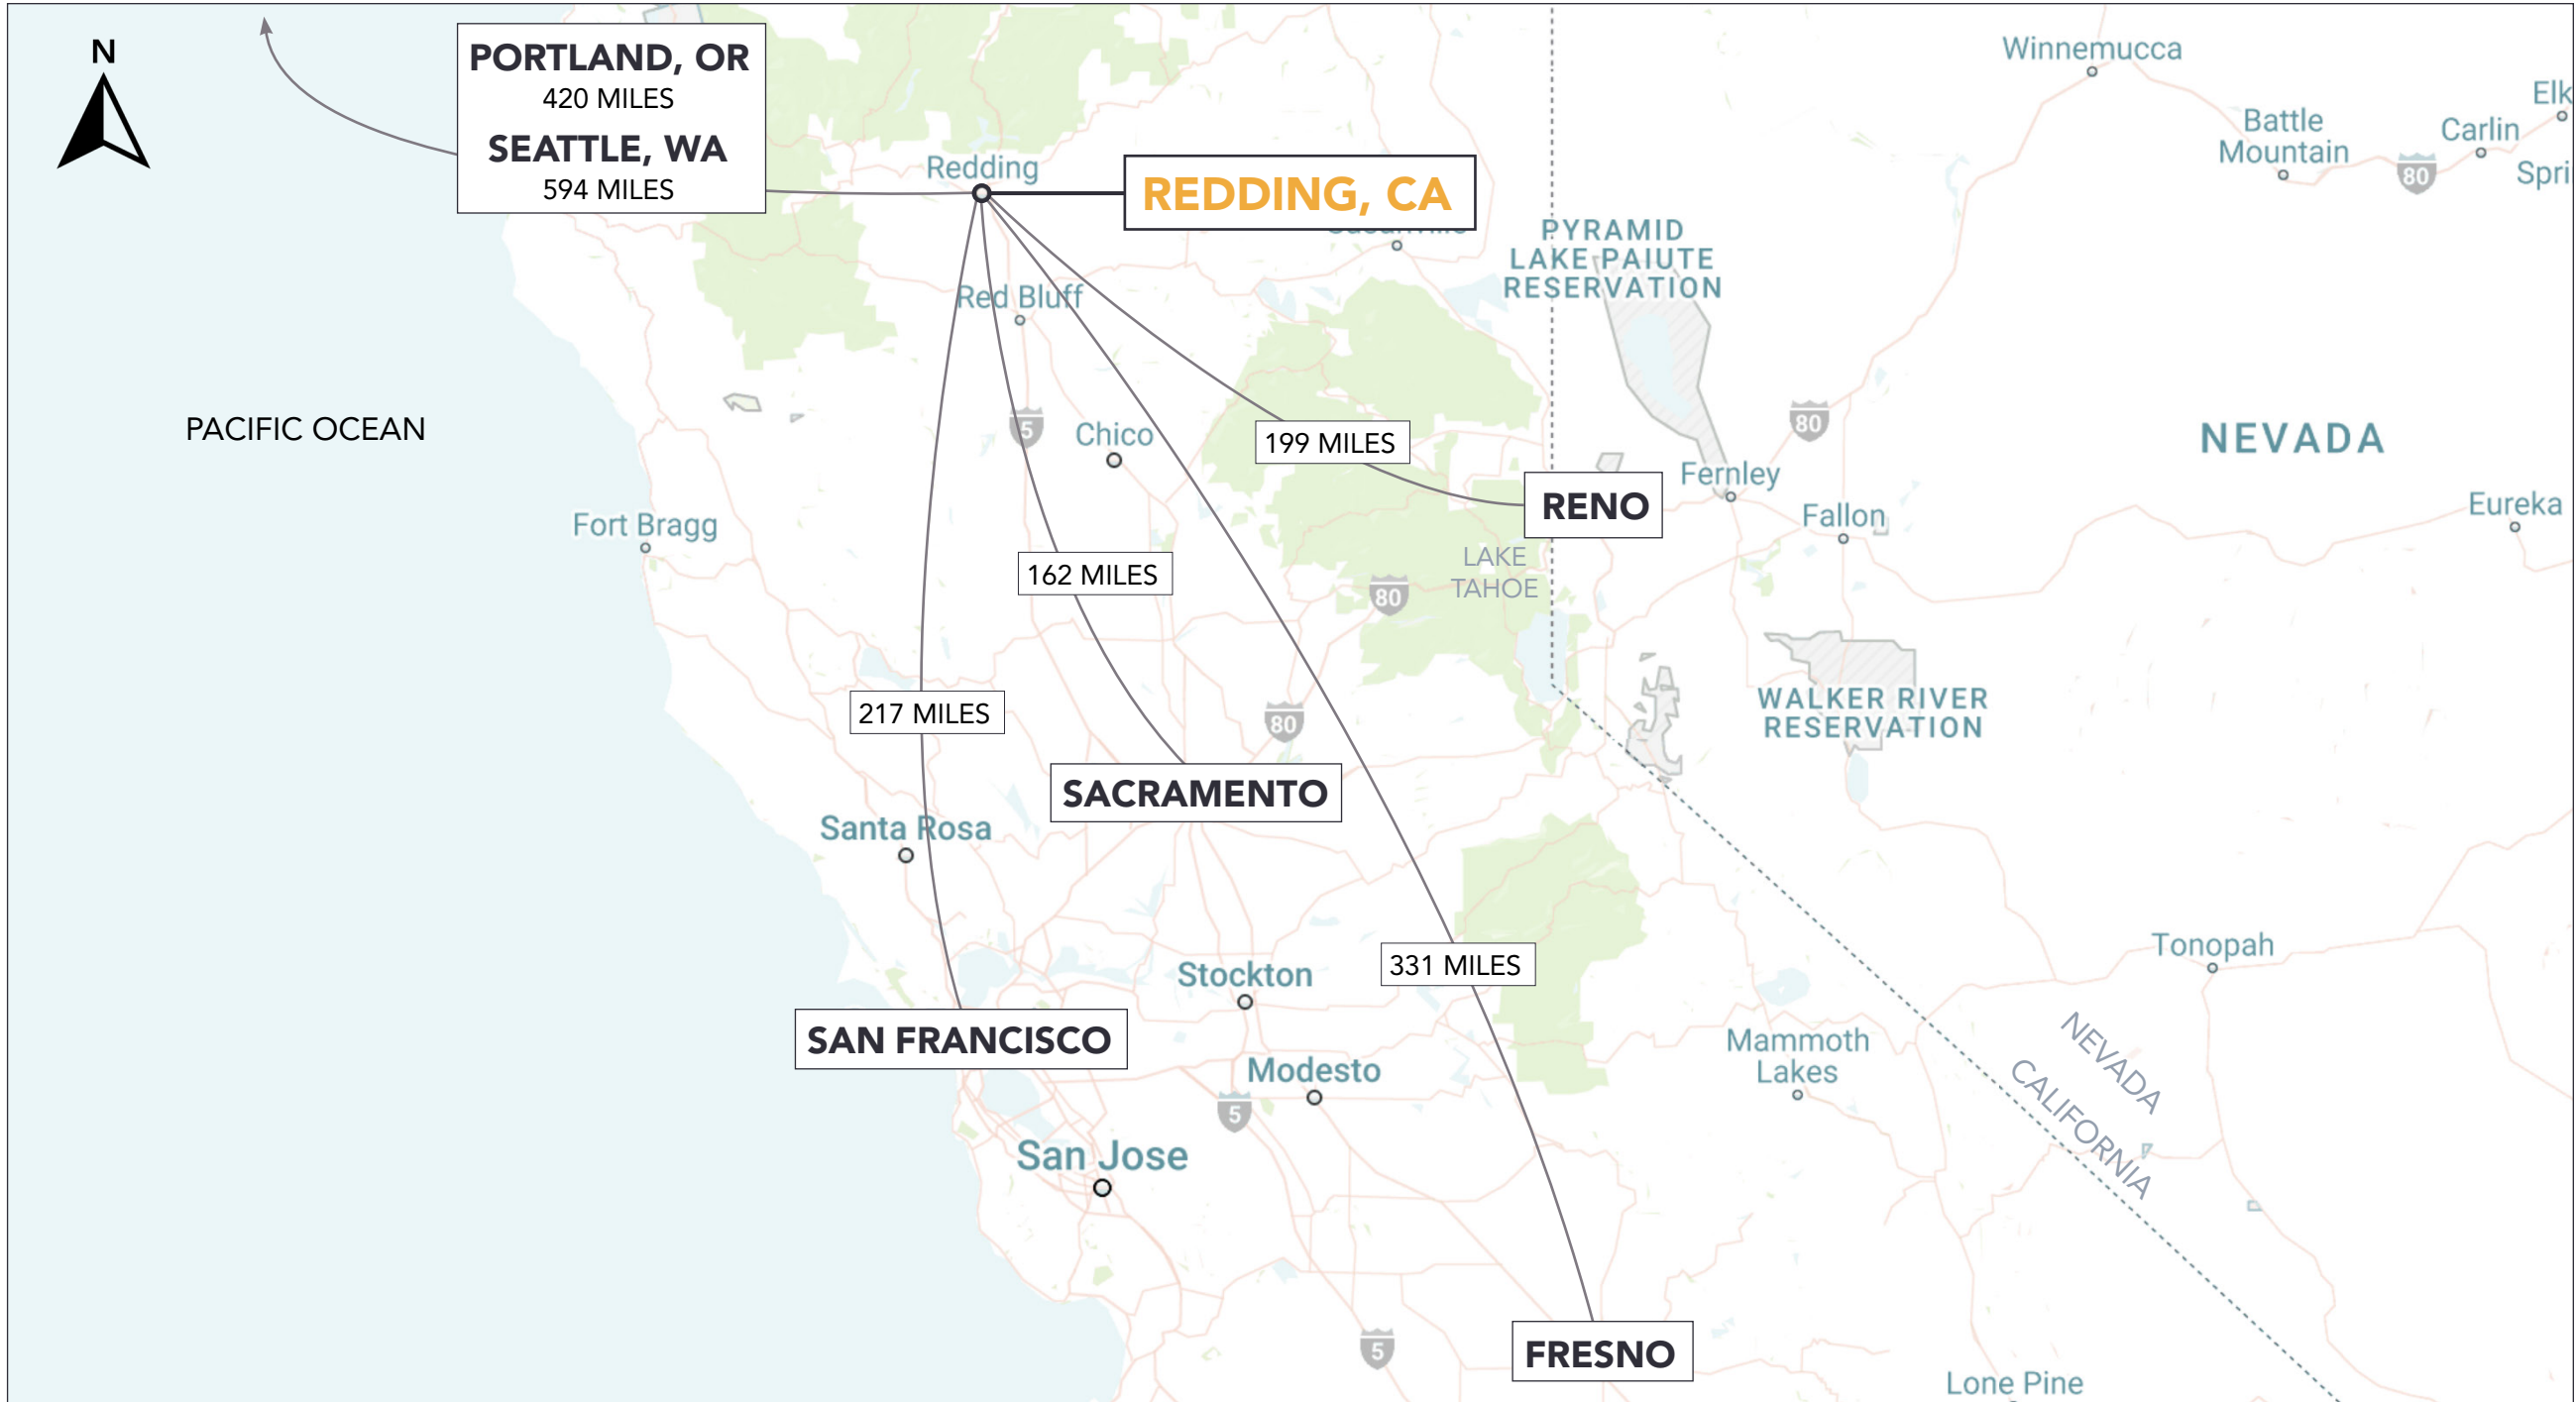 N
PORTLAND, OR
420 MILES
SEATTLE, WA
594 MILES
Redding
REDDING, CA
Winnemucca
Battle
Mountain
Carlin
Elk
Spri
80
PYRAMID
LAKE PAIUTE
RESERVATION
Red Bluff
PACIFIC OCEAN
5
Chico
199 MILES
80
NEVADA
RENO
Fernley
Fallon
Eureka
Fort Bragg
162 MILES
80
LAKE
TAHOE
217 MILES
80
WALKER RIVER
RESERVATION
SACRAMENTO
Santa Rosa
331 MILES
Tonopah
Stockton
SAN FRANCISCO
Modesto
5
Mammoth
Lakes
NEVADA
CALIFORNIA
San Jose
5
FRESNO
Lone Pine